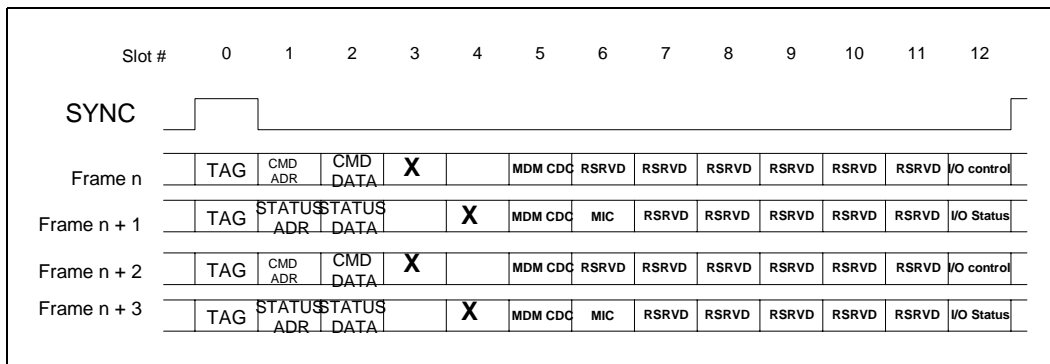 Slot # 0 1 2 3 4 5 6 7 8 9 10 11 12
SYNC
Frame n TAG CMD ADR CMD DATA X MDM CDC RSRVD RSRVD RSRVD RSRVD RSRVD RSRVD I/O control
Frame n + 1 TAG STATUS ADR STATUS DATA X MDM CDC MIC RSRVD RSRVD RSRVD RSRVD RSRVD I/O Status
Frame n + 2 TAG CMD ADR CMD DATA X MDM CDC RSRVD RSRVD RSRVD RSRVD RSRVD RSRVD I/O control
Frame n + 3 TAG STATUS ADR STATUS DATA X MDM CDC MIC RSRVD RSRVD RSRVD RSRVD RSRVD I/O Status